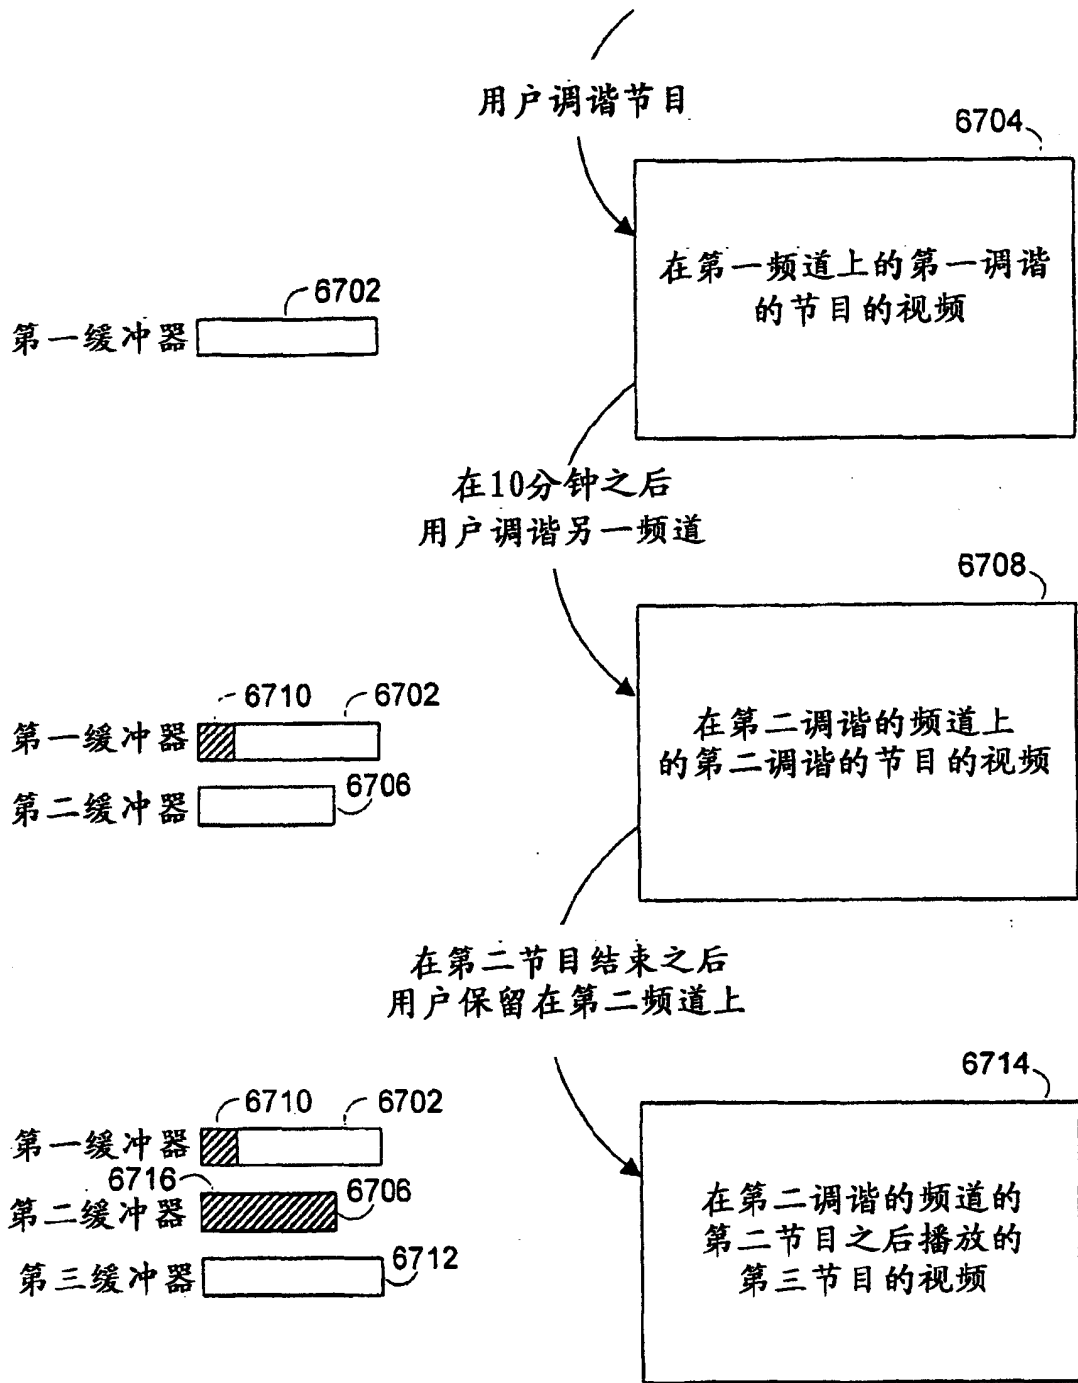 用户调谐节目
6704
在第一频道上的第一调谐
的节目的视频
6702
第一缓冲器
在10分钟之后
用户调谐另一频道
6708
在第二调谐的频道上
的第二调谐的节目的视频
6710
6702
第一缓冲器
6706
第二缓冲器
在第二节目结束之后
用户保留在第二频道上
6714
在第二调谐的频道的
第二节目之后播放的
第三节目的视频
6710
6702
第一缓冲器
6716
6706
第二缓冲器
6712
第三缓冲器